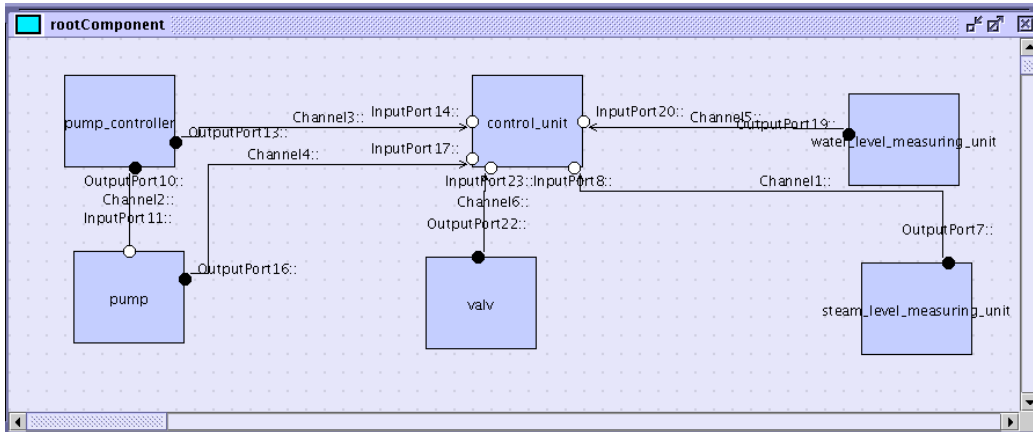 rootComponent
pump_controller
Channel3::
InputPort14::
control_unit
InputPort20::
Channel5::
OutputPort19::
water_level_measuring_unit
OutputPort13::
Channel4::
InputPort17::
OutputPort10::
Channel2::
InputPort11::
InputPort23::
InputPort8::
Channel1::
Channel6::
OutputPort22::
OutputPort7::
OutputPort16::
pump
valv
steam_level_measuring_unit